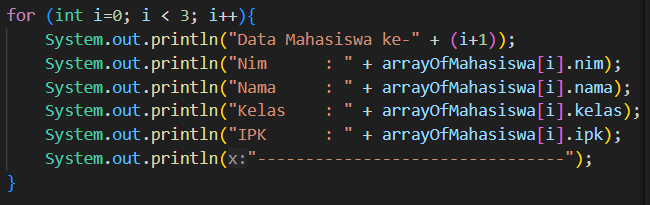 for (int i=0; i < 3; i++){
    System.out.println("Data Mahasiswa ke-" + (i+1));
    System.out.println("Nim      : " + arrayOfMahasiswa[i].nim);
    System.out.println("Nama     : " + arrayOfMahasiswa[i].nama);
    System.out.println("Kelas    : " + arrayOfMahasiswa[i].kelas);
    System.out.println("IPK      : " + arrayOfMahasiswa[i].ipk);
    System.out.println(x:"--------------------------------");
}